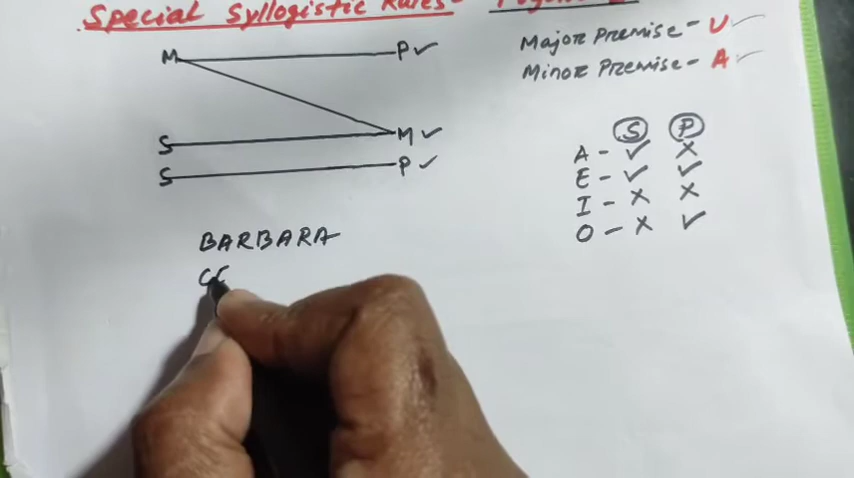 Special Syllogistic Rules
M P ✓
S M ✓
S P ✓
Major Premise - U ✓
Minor Premise - A ✓
S P
A - ✓ ×
E - ✓ ✓
I - × ×
O - × ✓
BARBARA